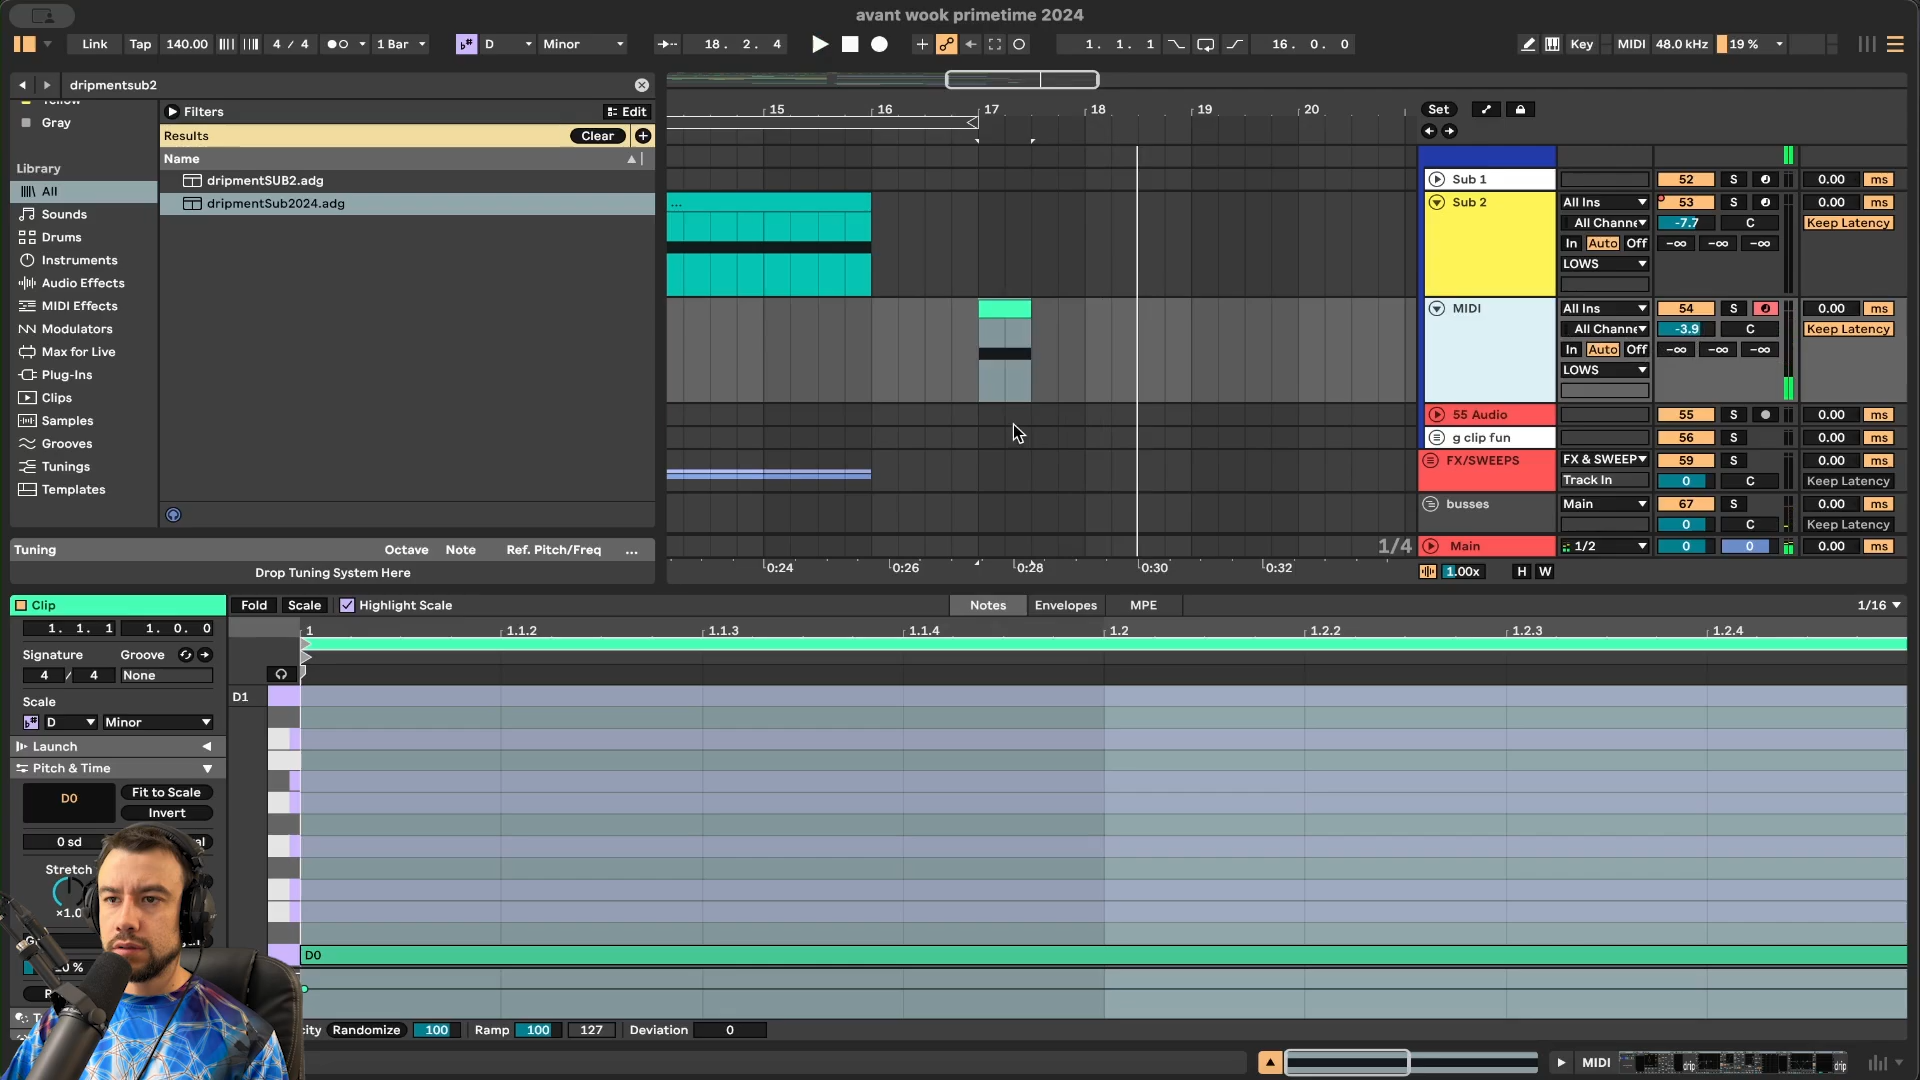 avant wook primetime 2024
Link Tap 140.00 4 / 4 1 Bar D Minor 18. 2. 4 1. 1. 1 16. 0. 0 Key MIDI 48.0 kHz 19 %
dripmentsub2
Yellow
Gray
Filters Edit
Results Clear
Name
dripmentSUB2.adg
dripmentSub2024.adg
Library
All
Sounds
Drums
Instruments
Audio Effects
MIDI Effects
Modulators
Max for Live
Plug-Ins
Clips
Samples
Grooves
Tunings
Templates
Tuning Octave Note Ref. Pitch/Freq ...
Drop Tuning System Here
15 16 17 18 19 20
...
1/4
0:24 0:26 0:28 0:30 0:32
Set
Sub 1 52 S 0.00 ms
Sub 2 All Ins 53 S 0.00 ms
All Channe -7.7 C Keep Latency
In Auto Off -∞ -∞ -∞
LOWS
MIDI All Ins 54 S 0.00 ms
All Channe -3.9 C Keep Latency
In Auto Off -∞ -∞ -∞
LOWS
55 Audio 55 S 0.00 ms
g clip fun 56 S 0.00 ms
FX/SWEEPS FX & SWEEP 59 S 0.00 ms
Track In 0 C Keep Latency
busses Main 67 S 0.00 ms
0 C Keep Latency
Main 1/2 0 0 0.00 ms
1.00x H W
Clip Fold Scale Highlight Scale Notes Envelopes MPE 1/16
1. 1. 1 1. 0. 0
1 1.1.2 1.1.3 1.1.4 1.2 1.2.2 1.2.3 1.2.4
Signature Groove
4 / 4 None
Scale
D Minor
Launch
Pitch & Time
D0 Fit to Scale
Invert
0 sd
Stretch
×1.0
D1
D0
Randomize 100 Ramp 100 127 Deviation 0
MIDI drip drip